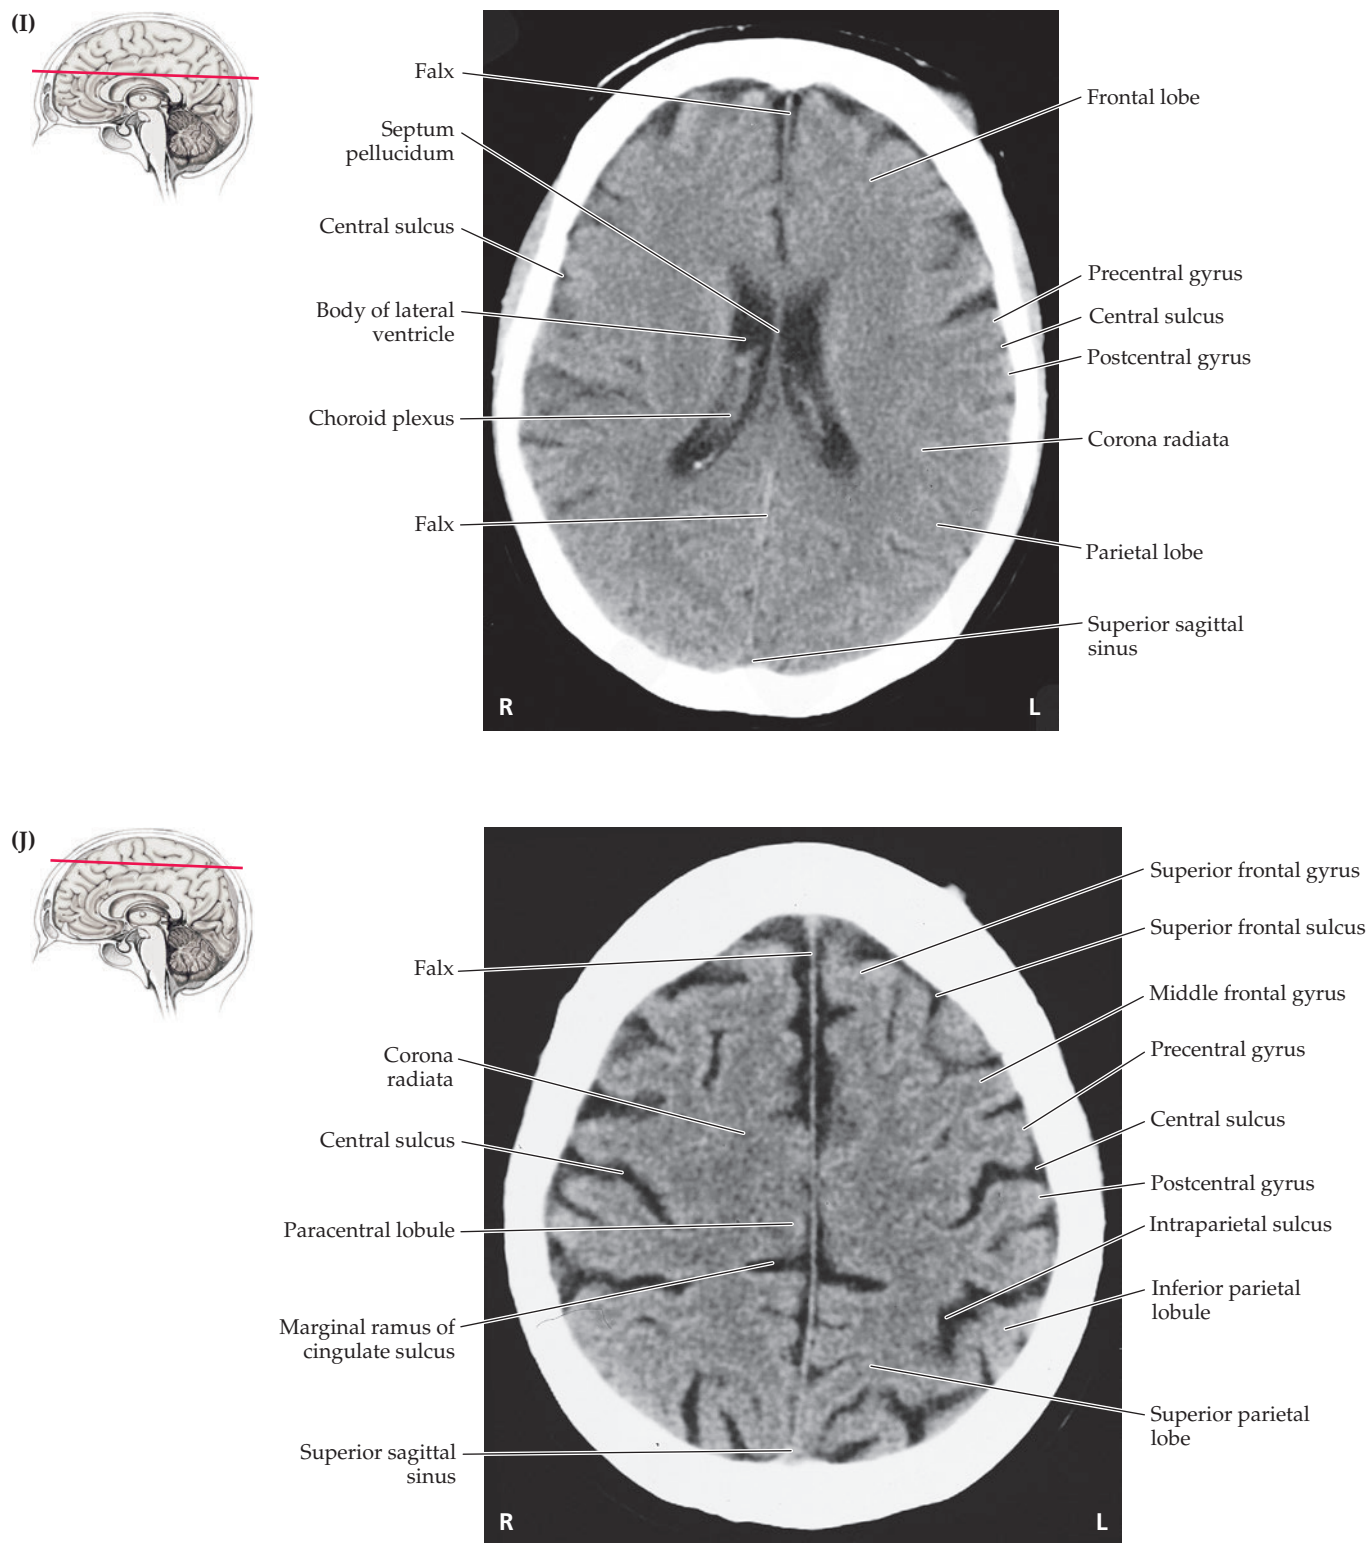 (I)
Falx
Septum
pellucidum
Central sulcus
Body of lateral
ventricle
Choroid plexus
Falx
Frontal lobe
Precentral gyrus
Central sulcus
Postcentral gyrus
Corona radiata
Parietal lobe
Superior sagittal
sinus
R
L
(J)
Falx
Corona
radiata
Central sulcus
Paracentral lobule
Marginal ramus of
cingulate sulcus
Superior sagittal
sinus
Superior frontal gyrus
Superior frontal sulcus
Middle frontal gyrus
Precentral gyrus
Central sulcus
Postcentral gyrus
Intraparietal sulcus
Inferior parietal
lobule
Superior parietal
lobe
R
L